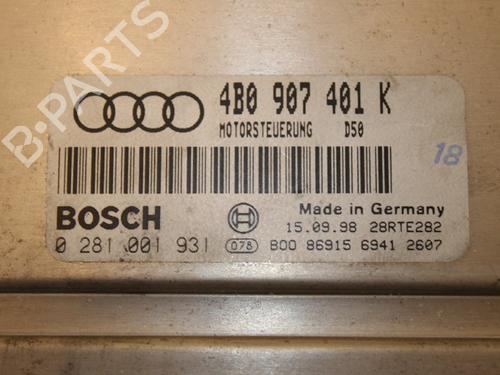 4B0 907 401 K
MOTORSTEUERUNG D50
18
BOSCH
Made in Germany
15.09.98 28RTE282
0 281 001 931 078 B00 86915 6941 2607
B-PARTS